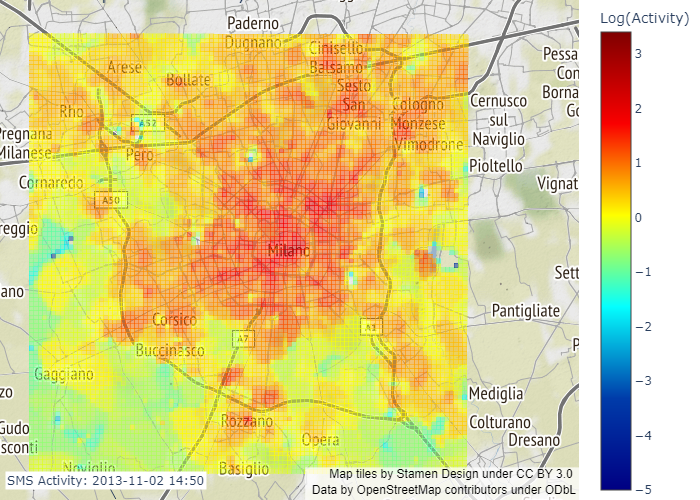 Log(Activity)
Paderno
Dugnano
Cinisello
Balsamo
Arese
Bollate
Sesto
San
Giovanni
Rho
A52
Cologno
Monzese
Vimodrone
Pessa
Con
Borna
Go
Cernusco
sul
Naviglio
Pregnana
Milanese
Pero
Pioltello
Cornaredo
A50
Vignat
reggio
Milano
Sett
ano
Corsico
A7
Buccinasco
Pantigliate
P
Gaggiano
zo
Mediglia
Rozzano
Colturano
Dresano
Gudo
sconti
Opera
Noviglio
Basiglio
SMS Activity: 2013-11-02 14:50
Map tiles by Stamen Design under CC BY 3.0
Data by OpenStreetMap contributors under ODbL
3
2
1
0
−1
−2
−3
−4
−5